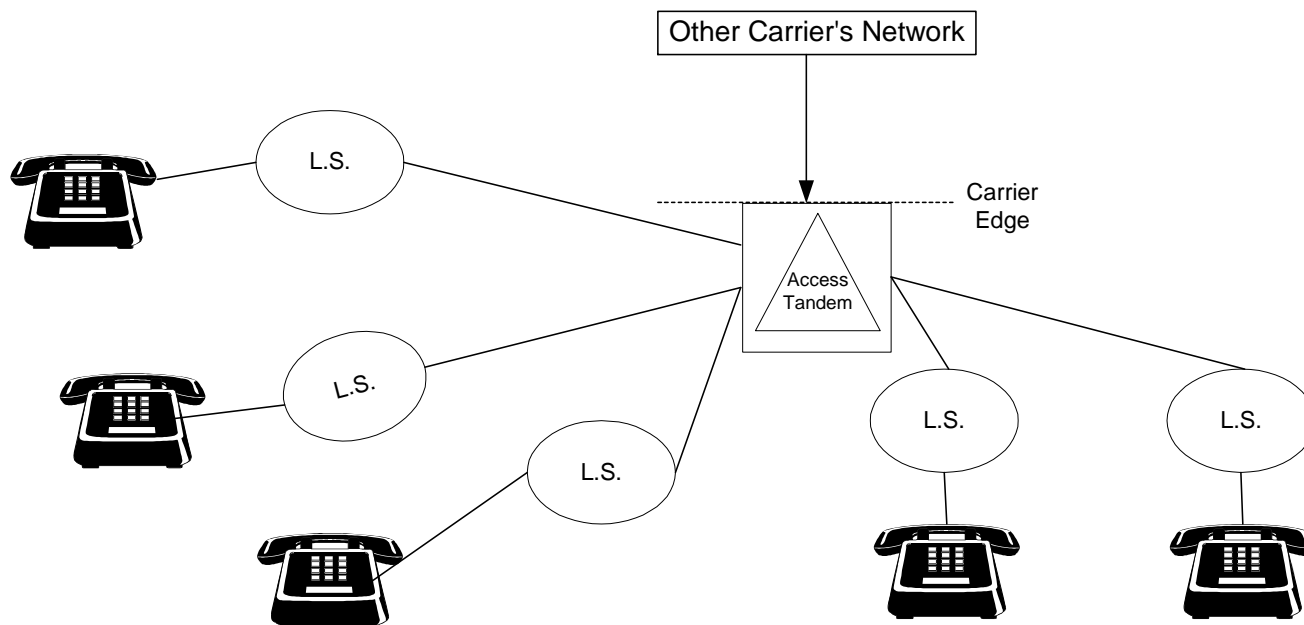 Other Carrier's Network
L.S.
Carrier
Edge
Access
Tandem
L.S.
L.S.
L.S.
L.S.